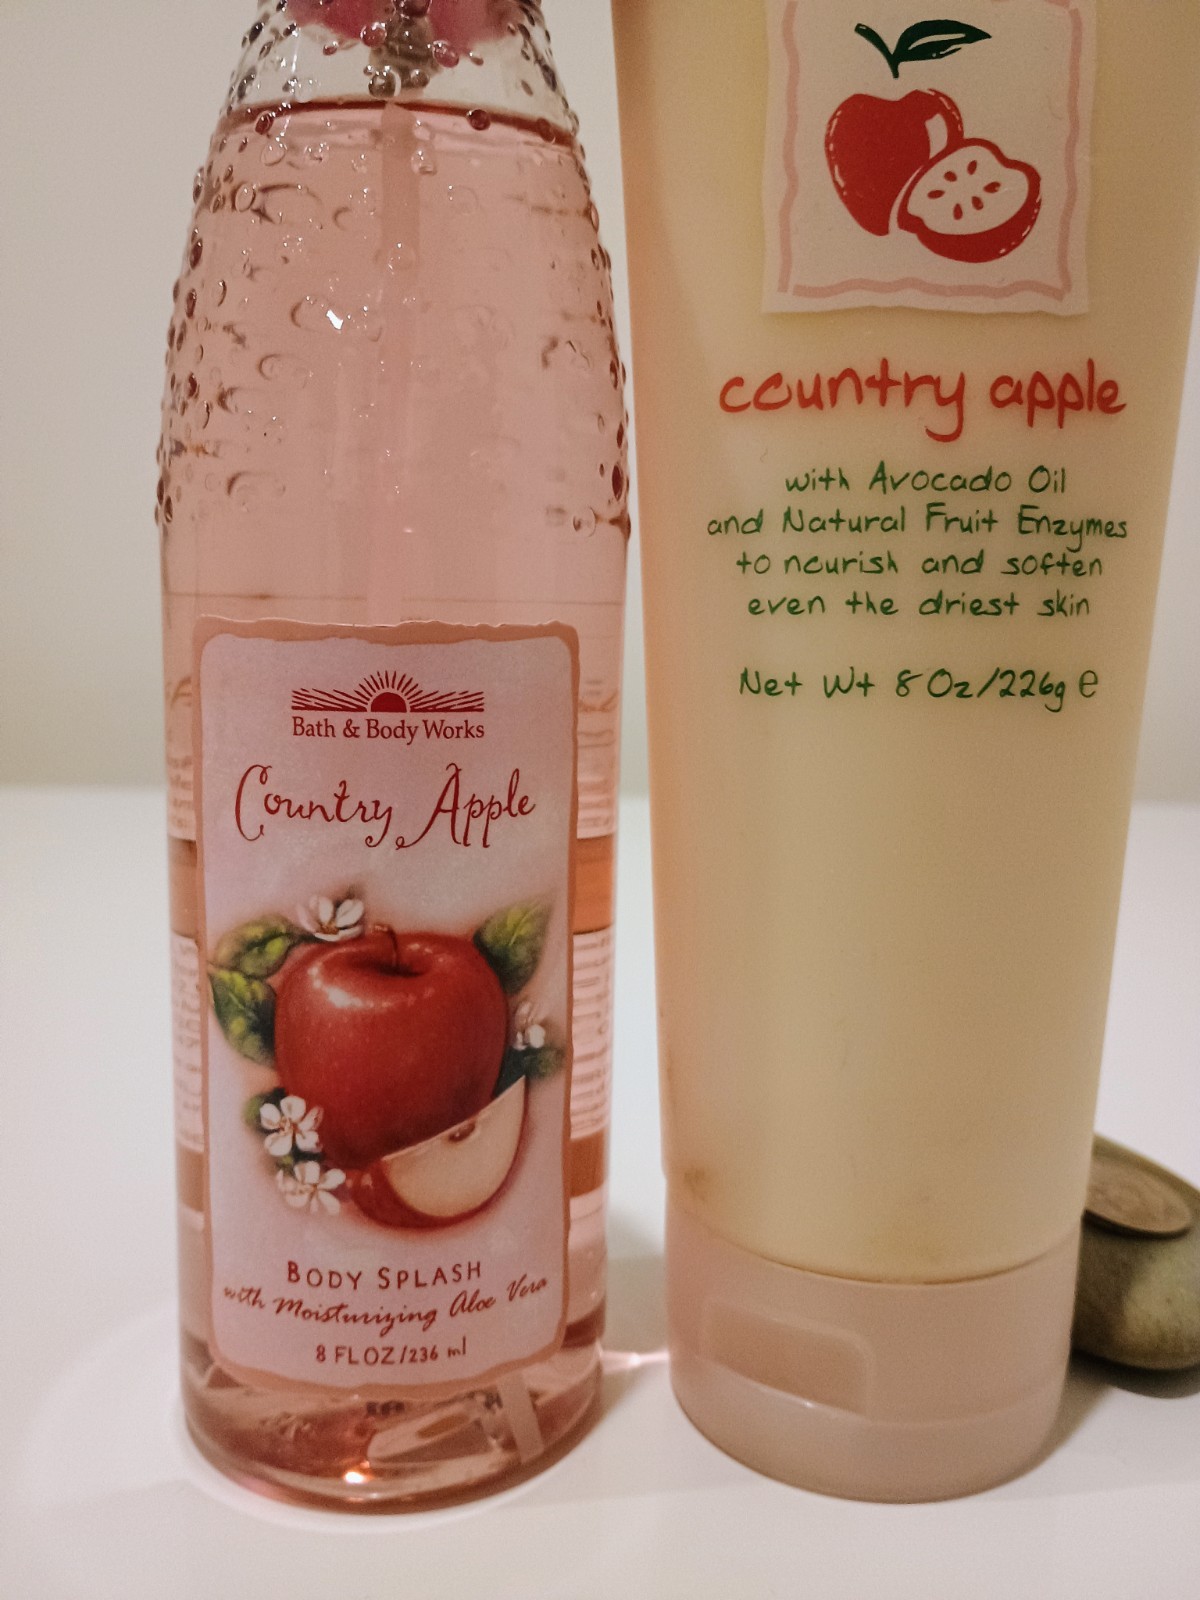 Bath & Body Works
Country Apple
BODY SPLASH
with Moisturizing Aloe Vera
8 FL OZ/236 ml
country apple
with Avocado Oil
and Natural Fruit Enzymes
to nourish and soften
even the driest skin
Net Wt 8 Oz/226g e